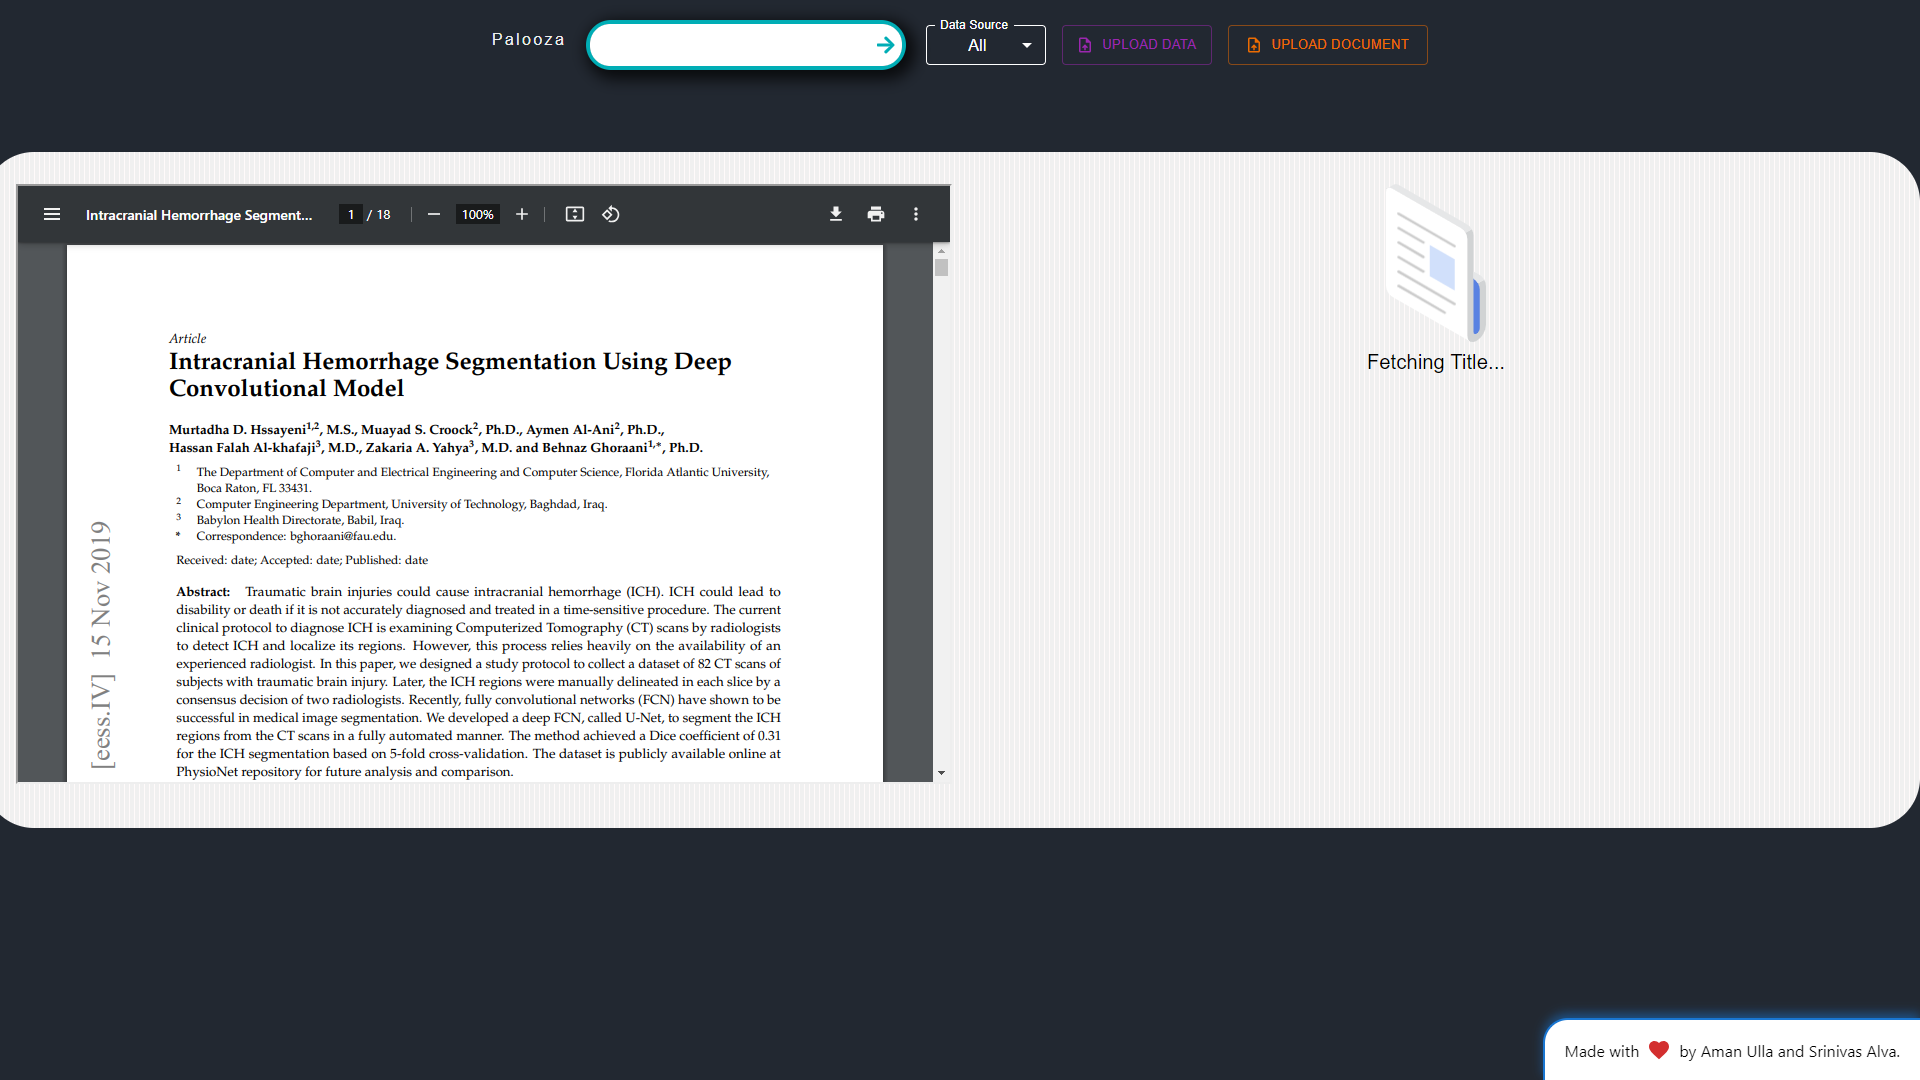 Palooza
Data Source
All
UPLOAD DATA
UPLOAD DOCUMENT
Intracranial Hemorrhage Segment...
1 / 18
100%
Article
Intracranial Hemorrhage Segmentation Using Deep
Convolutional Model
Murtadha D. Hssayeni1,2, M.S., Muayad S. Croock2, Ph.D., Aymen Al-Ani2, Ph.D.,
Hassan Falah Al-khafaji3, M.D., Zakaria A. Yahya3, M.D. and Behnaz Ghoraani1,*, Ph.D.
1 The Department of Computer and Electrical Engineering and Computer Science, Florida Atlantic University,
Boca Raton, FL 33431.
2 Computer Engineering Department, University of Technology, Baghdad, Iraq.
3 Babylon Health Directorate, Babil, Iraq.
* Correspondence: bghoraani@fau.edu.
Received: date; Accepted: date; Published: date
Abstract: Traumatic brain injuries could cause intracranial hemorrhage (ICH). ICH could lead to
disability or death if it is not accurately diagnosed and treated in a time-sensitive procedure. The current
clinical protocol to diagnose ICH is examining Computerized Tomography (CT) scans by radiologists
to detect ICH and localize its regions. However, this process relies heavily on the availability of an
experienced radiologist. In this paper, we designed a study protocol to collect a dataset of 82 CT scans of
subjects with traumatic brain injury. Later, the ICH regions were manually delineated in each slice by a
consensus decision of two radiologists. Recently, fully convolutional networks (FCN) have shown to be
successful in medical image segmentation. We developed a deep FCN, called U-Net, to segment the ICH
regions from the CT scans in a fully automated manner. The method achieved a Dice coefficient of 0.31
for the ICH segmentation based on 5-fold cross-validation. The dataset is publicly available online at
PhysioNet repository for future analysis and comparison.
[eess.IV] 15 Nov 2019
Fetching Title...
Made with by Aman Ulla and Srinivas Alva.